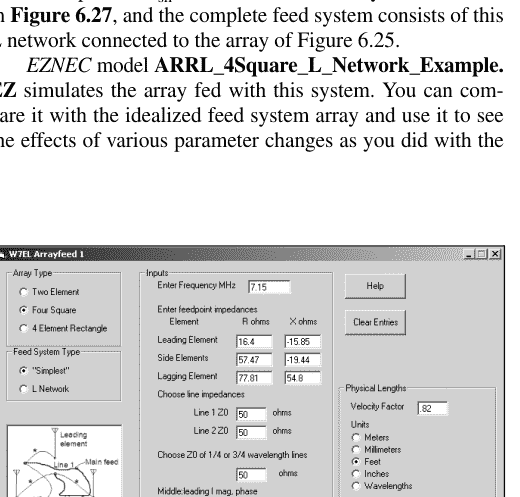 Figure 6.27, and the complete feed system consists of this
network connected to the array of Figure 6.25.
EZNEC model ARRL_4Square_L_Network_Example.
EZ simulates the array fed with this system. You can com-
are it with the idealized feed system array and use it to see
he effects of various parameter changes as you did with the
W7EL Arrayfeed 1
Array Type
Two Element
Four Square
4 Element Rectangle
Feed System Type
"Simplest"
L Network
Leading
element
Line 1
Main feed
Inputs
Enter Frequency MHz 7.15
Enter feedpoint impedances
Element R ohms X ohms
Leading Element 16.4 -15.85
Side Elements 57.47 -19.44
Lagging Element 77.81 54.8
Choose line impedances
Line 1 Z0 50 ohms
Line 2 Z0 50 ohms
Choose Z0 of 1/4 or 3/4 wavelength lines
50 ohms
Middle:leading I mag, phase
Help
Clear Entries
Physical Lengths
Velocity Factor .82
Units
Meters
Millimeters
Feet
Inches
Wavelengths